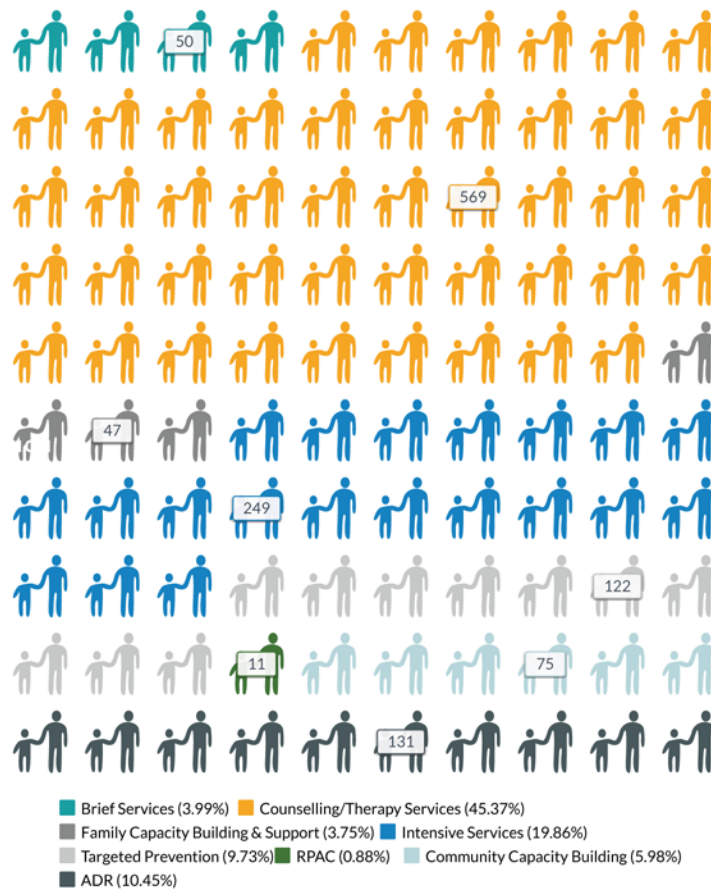 50
569
47
249
122
11
75
131
Brief Services (3.99%) Counselling/Therapy Services (45.37%)
Family Capacity Building & Support (3.75%) Intensive Services (19.86%)
Targeted Prevention (9.73%) RPAC (0.88%) Community Capacity Building (5.98%)
ADR (10.45%)